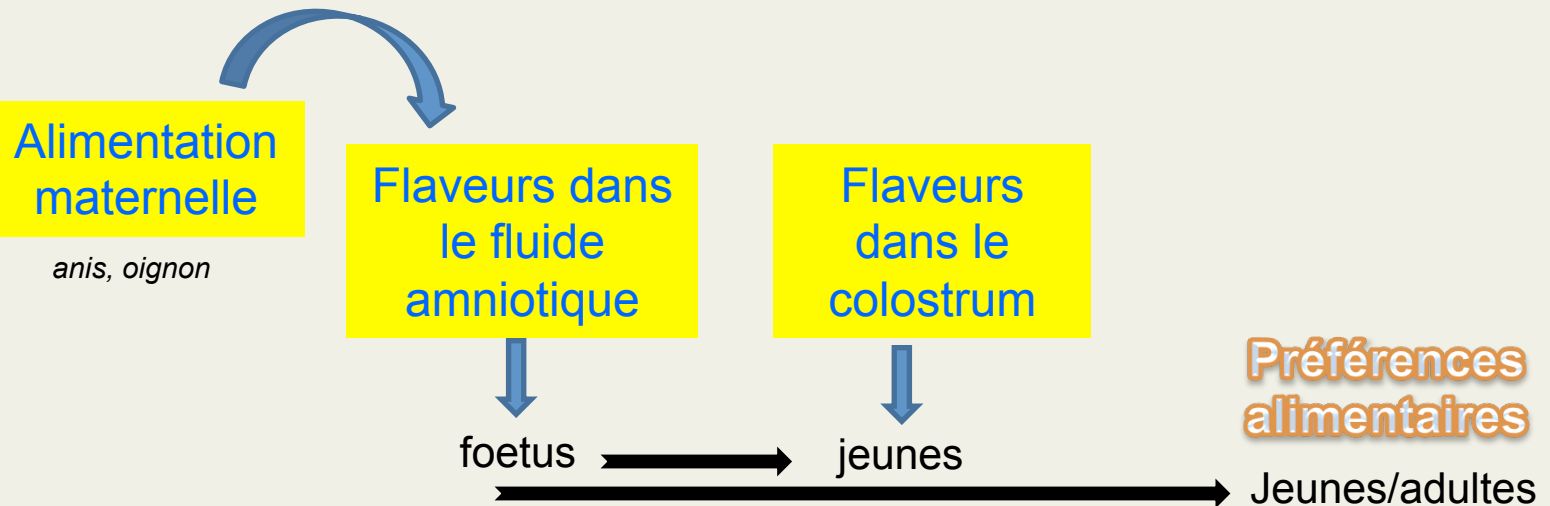 Alimentation
maternelle
anis, oignon
Flaveurs dans
le fluide
amniotique
Flaveurs
dans le
colostrum
foetus
jeunes
Préférences
alimentaires
Jeunes/adultes